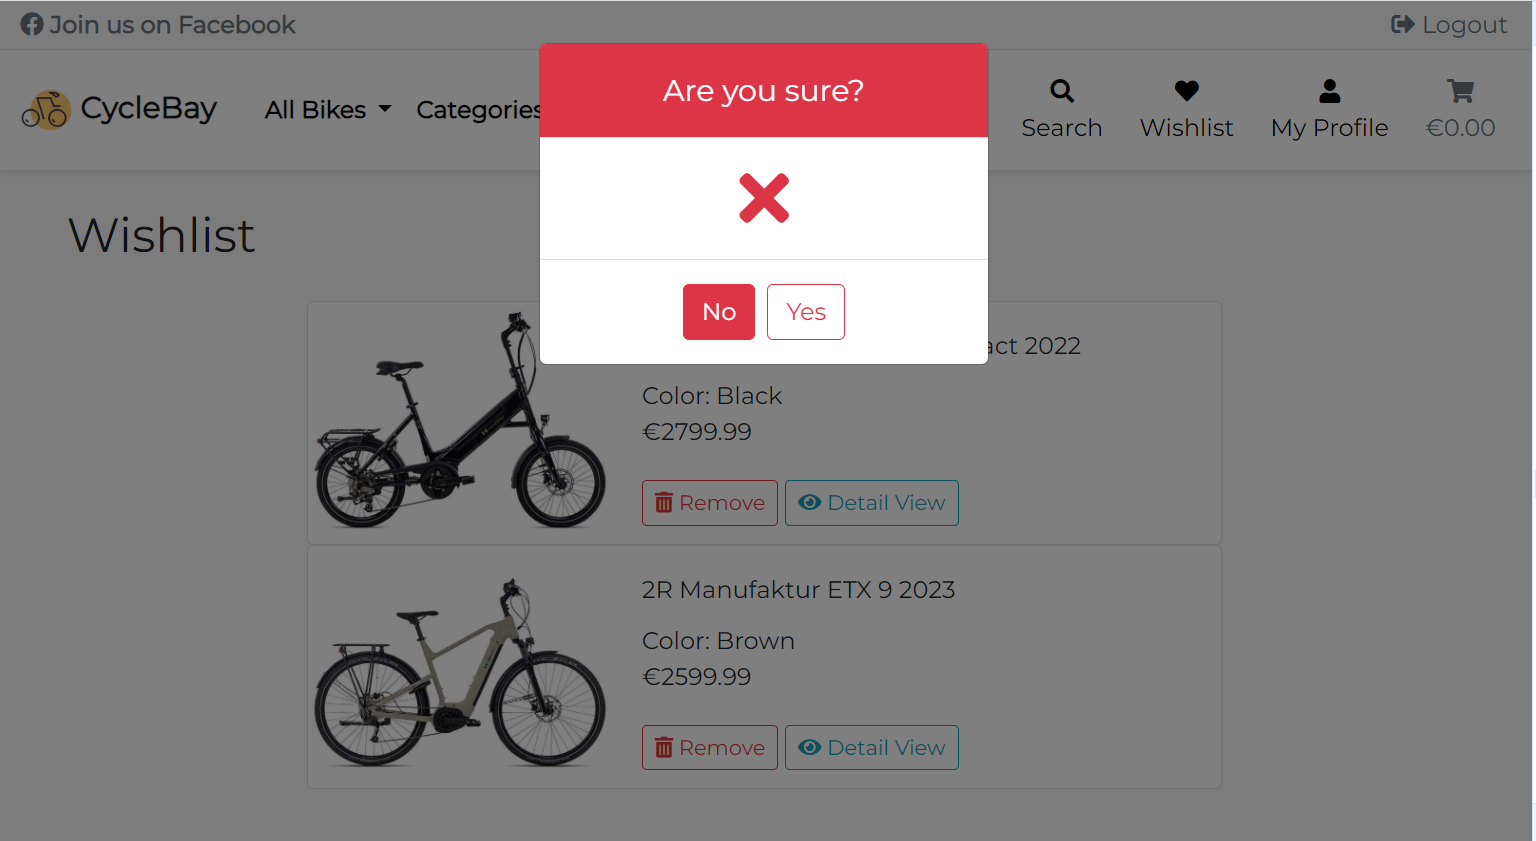 Join us on Facebook
Logout
CycleBay
All Bikes
Categories
Search
Wishlist
My Profile
€0.00
Are you sure?
No
Yes
Wishlist
2022
Color: Black
€2799.99
Remove
Detail View
2R Manufaktur ETX 9 2023
Color: Brown
€2599.99
Remove
Detail View